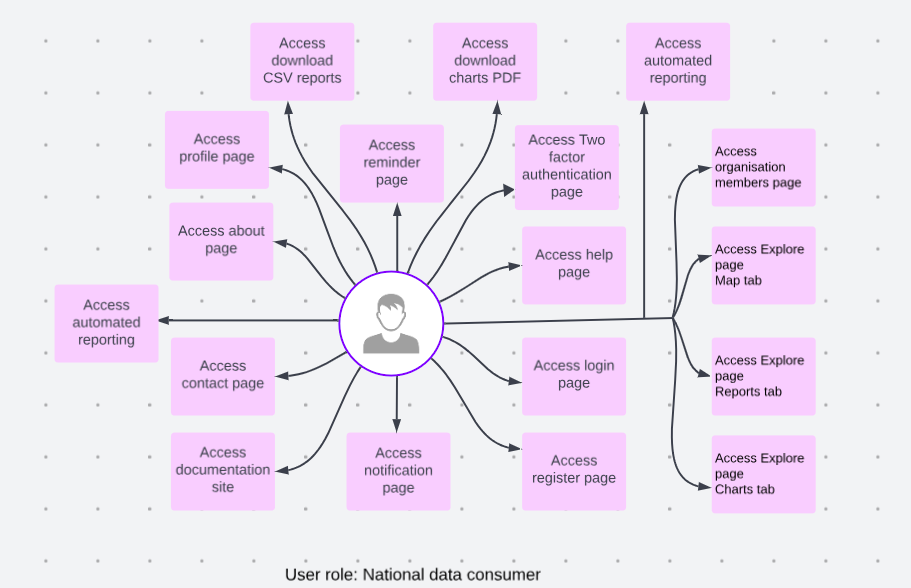 Access
download
CSV reports
Access
download
charts PDF
Access
automated
reporting
Access
profile page
Access
reminder
page
Access Two
factor
authentication
page
Access
organisation
members page
Access about
page
Access help
page
Access Explore
page
Map tab
Access
automated
reporting
Access
contact page
Access login
page
Access Explore
page
Reports tab
Access
documentation
site
Access
notification
page
Access
register page
Access Explore
page
Charts tab
User role: National data consumer